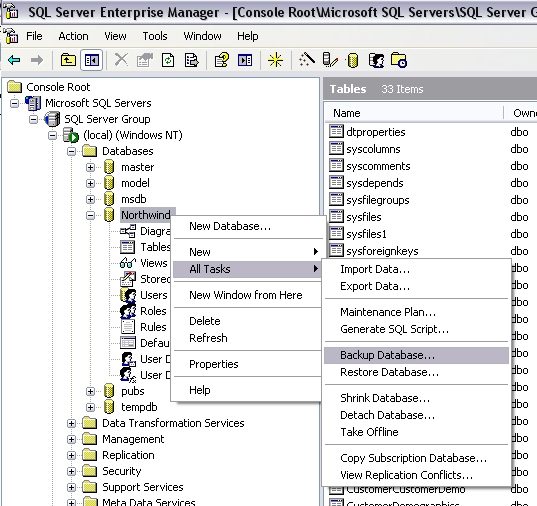 SQL Server Enterprise Manager - [Console Root\Microsoft SQL Servers\SQL Server G
File Action View Tools Window Help
Console Root
Microsoft SQL Servers
SQL Server Group
(local) (Windows NT)
Databases
master
model
msdb
Northwind
Diagra
Tables
Views
Stored
Users
Roles
Rules
Defau
User D
User D
pubs
tempdb
Data Transformation Services
Management
Replication
Security
Support Services
Meta Data Services
New Database...
New
All Tasks
New Window from Here
Delete
Refresh
Properties
Help
Tables 33 Items
Name Owne
dtproperties dbo
syscolumns dbo
syscomments dbo
sysdepends dbo
sysfilegroups dbo
sysfiles dbo
sysfiles1 dbo
sysforeignkeys dbo
Import Data... dbo
Export Data... dbo
Maintenance Plan... dbo
Generate SQL Script... dbo
Backup Database... dbo
Restore Database... dbo
Shrink Database... dbo
Detach Database... dbo
Take Offline dbo
Copy Subscription Database... dbo
View Replication Conflicts... dbo
CustomerCustomerDemo dbo
CustomerDemographics dbo